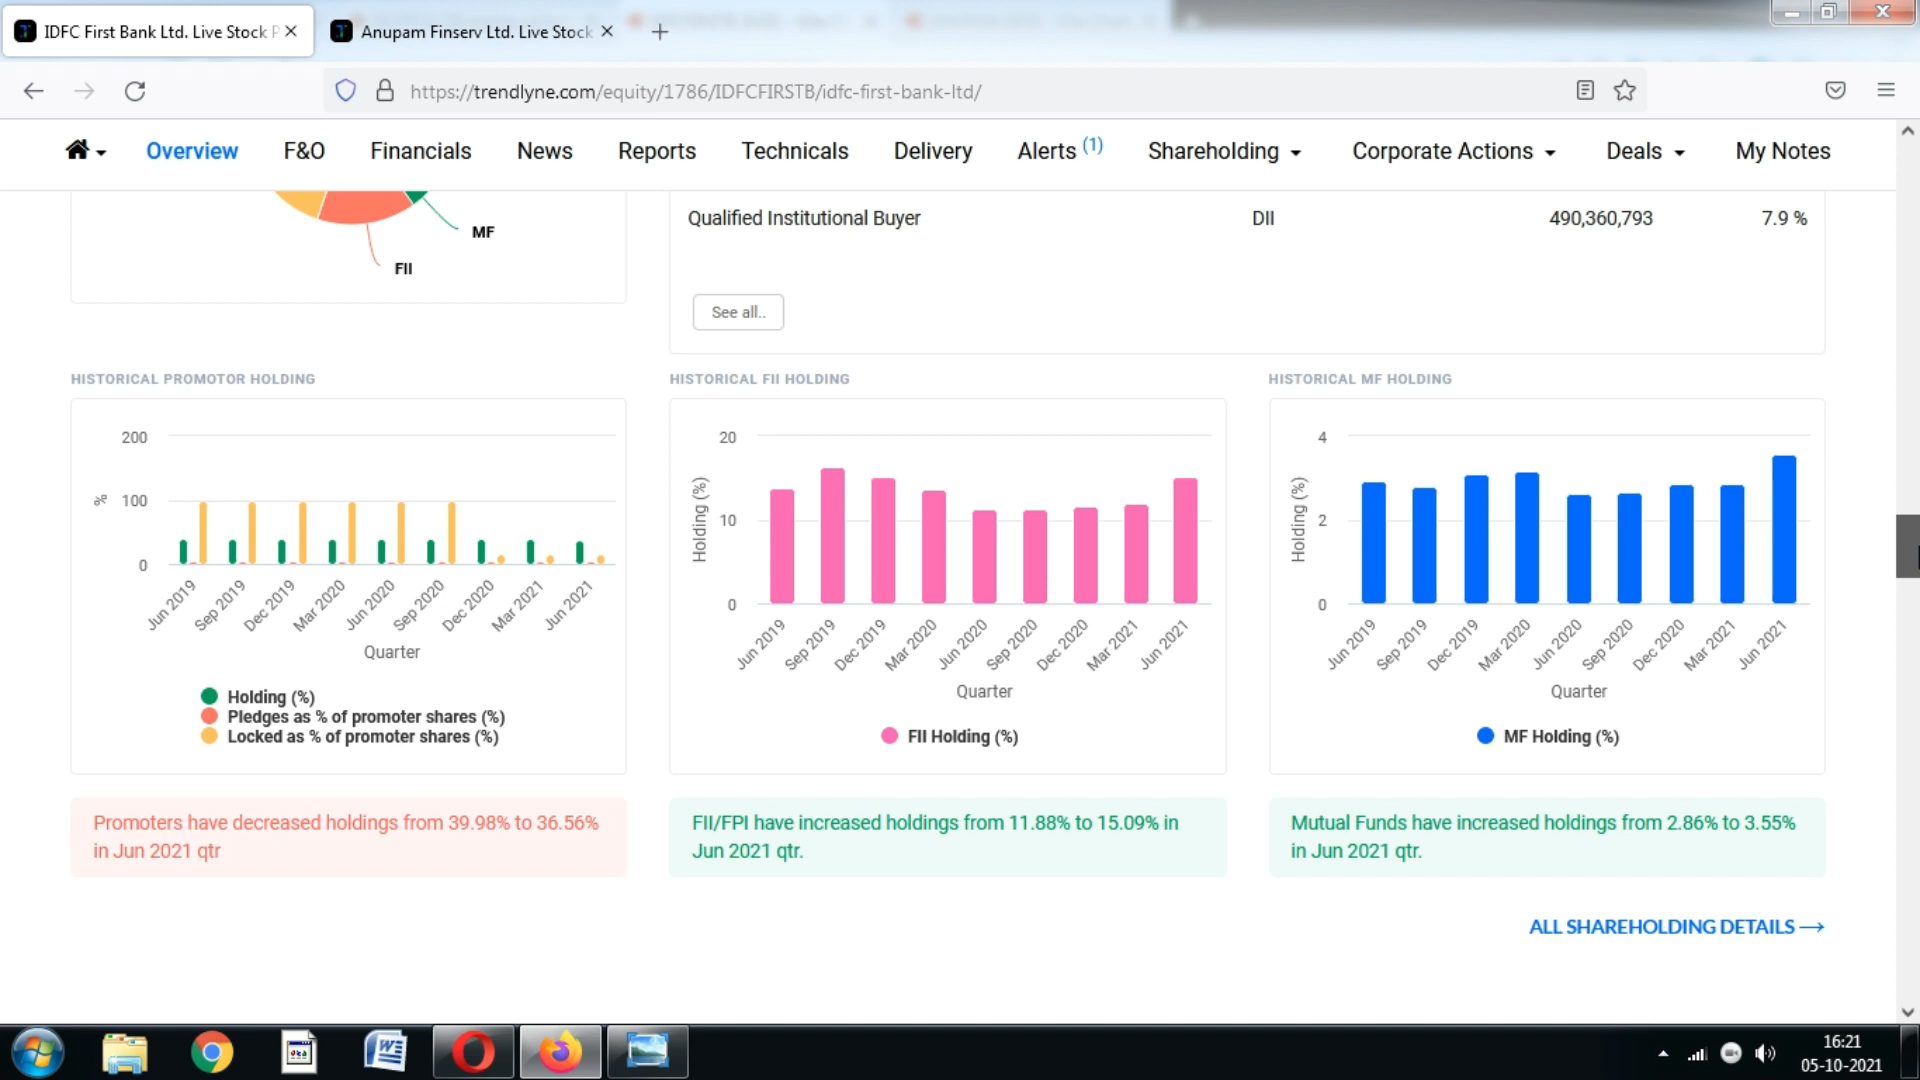 IDFC First Bank Ltd. Live Stock P
Anupam Finserv Ltd. Live Stock
https://trendlyne.com/equity/1786/IDFCFIRSTB/idfc-first-bank-ltd/
Overview F&O Financials News Reports Technicals Delivery Alerts (1) Shareholding Corporate Actions Deals My Notes
MF
FII
Qualified Institutional Buyer DII 490,360,793 7.9 %
See all..
HISTORICAL PROMOTOR HOLDING
200
100
0
%
Jun 2019 Sep 2019 Dec 2019 Mar 2020 Jun 2020 Sep 2020 Dec 2020 Mar 2021 Jun 2021
Quarter
Holding (%)
Pledges as % of promoter shares (%)
Locked as % of promoter shares (%)
Promoters have decreased holdings from 39.98% to 36.56%
in Jun 2021 qtr
HISTORICAL FII HOLDING
20
10
0
Holding (%)
Jun 2019 Sep 2019 Dec 2019 Mar 2020 Jun 2020 Sep 2020 Dec 2020 Mar 2021 Jun 2021
Quarter
FII Holding (%)
FII/FPI have increased holdings from 11.88% to 15.09% in
Jun 2021 qtr.
HISTORICAL MF HOLDING
4
2
0
Holding (%)
Jun 2019 Sep 2019 Dec 2019 Mar 2020 Jun 2020 Sep 2020 Dec 2020 Mar 2021 Jun 2021
Quarter
MF Holding (%)
Mutual Funds have increased holdings from 2.86% to 3.55%
in Jun 2021 qtr.
ALL SHAREHOLDING DETAILS →
16:21
05-10-2021